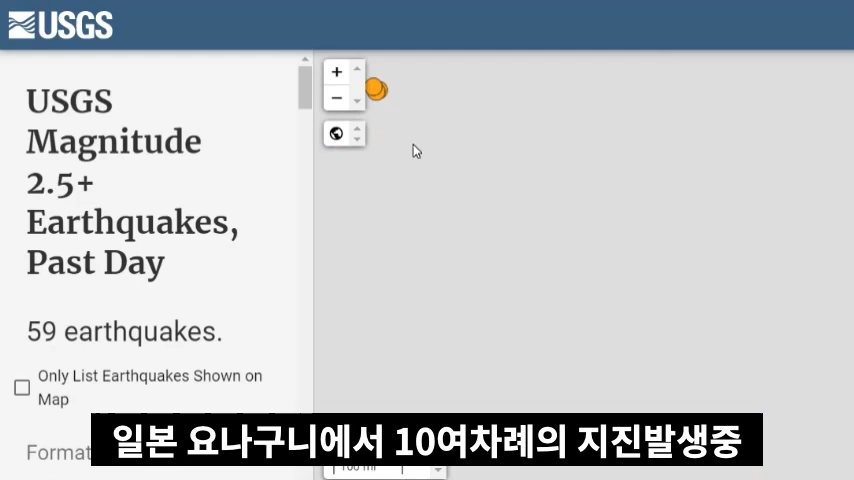 USGS
USGS
Magnitude
2.5+
Earthquakes,
Past Day
59 earthquakes.
Only List Earthquakes Shown on
Map
일본 요나구니에서 10여차례의 지진발생중